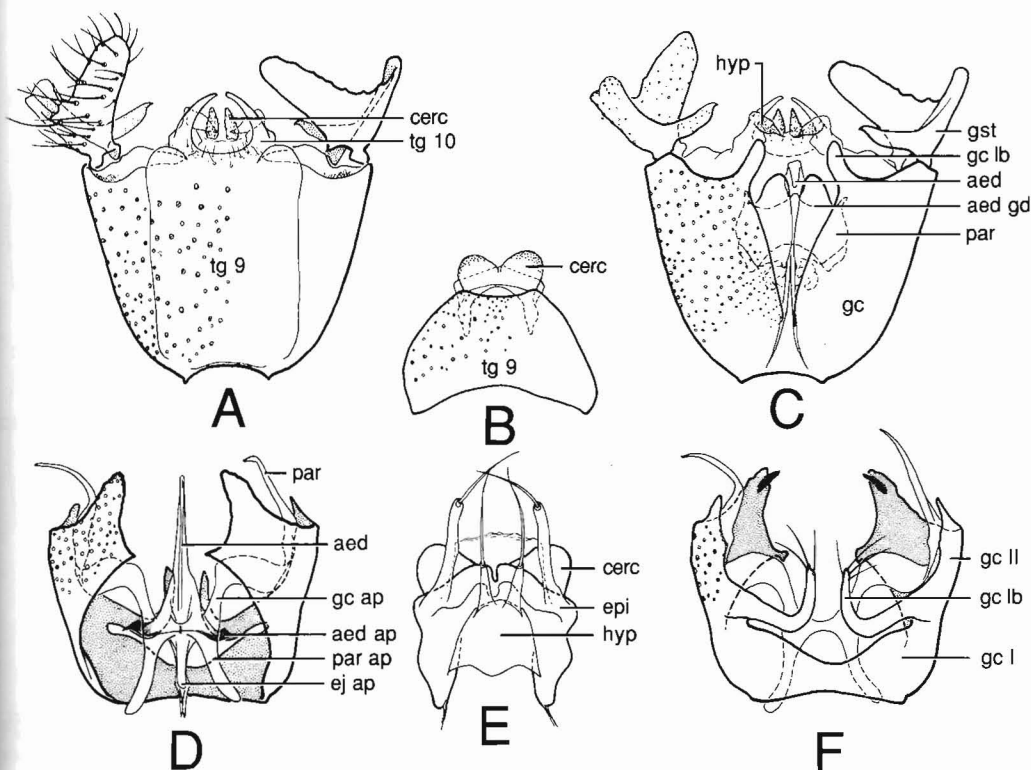 cerc
tg 10
tg 9
A
cerc
tg 9
B
hyp
gst
gc lb
aed
aed gd
par
gc
C
par
aed
gc ap
aed ap
par ap
ej ap
D
cerc
epi
hyp
E
gc II
gc lb
gc I
F